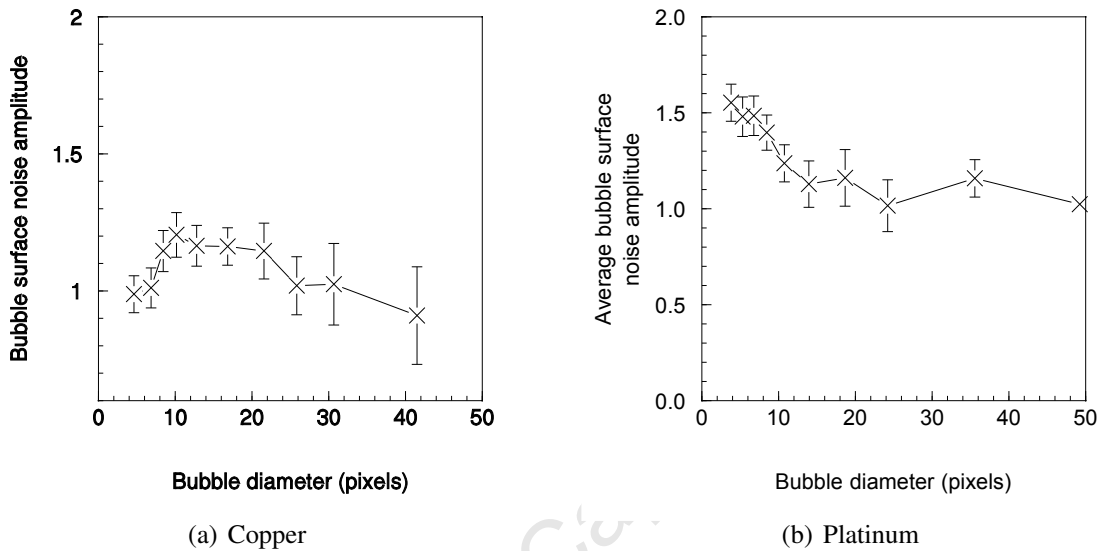 2
1.5
1
0 10 20 30 40 50
Bubble surface noise amplitude
Bubble diameter (pixels)
(a) Copper
2.0
1.5
1.0
0.5
0.0
0 10 20 30 40 50
Average bubble surface
noise amplitude
Bubble diameter (pixels)
(b) Platinum